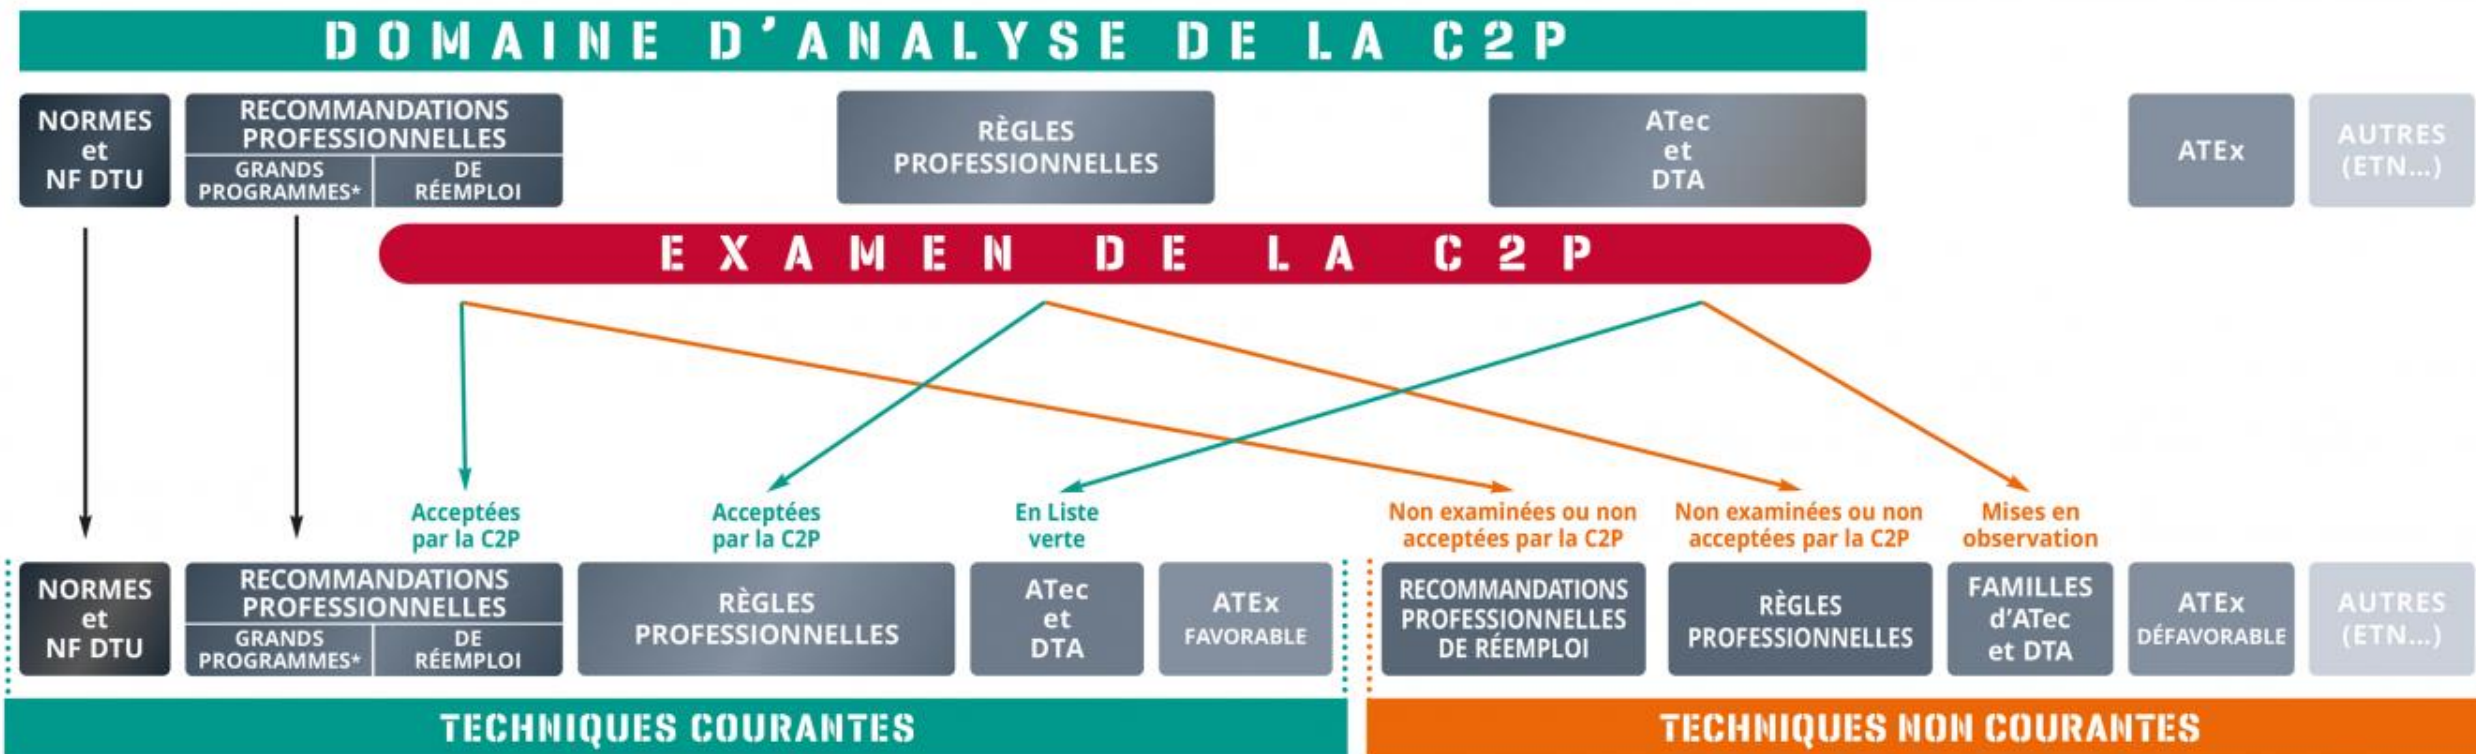 DOMAINE D'ANALYSE DE LA C2P
NORMES
et
NF DTU
RECOMMANDATIONS
PROFESSIONNELLES
GRANDS
PROGRAMMES*
DE
RÉEMPLOI
RÈGLES
PROFESSIONNELLES
ATec
et
DTA
ATEx
AUTRES
(ETN...)
EXAMEN DE LA C2P
Acceptées
par la C2P
Acceptées
par la C2P
En Liste
verte
Non examinées ou non
acceptées par la C2P
Non examinées ou non
acceptées par la C2P
Mises en
observation
NORMES
et
NF DTU
RECOMMANDATIONS
PROFESSIONNELLES
GRANDS
PROGRAMMES*
DE
RÉEMPLOI
RÈGLES
PROFESSIONNELLES
ATec
et
DTA
ATEx
FAVORABLE
RECOMMANDATIONS
PROFESSIONNELLES
DE RÉEMPLOI
RÈGLES
PROFESSIONNELLES
FAMILLES
d'ATec
et DTA
ATEx
DÉFAVORABLE
AUTRES
(ETN...)
TECHNIQUES COURANTES
TECHNIQUES NON COURANTES